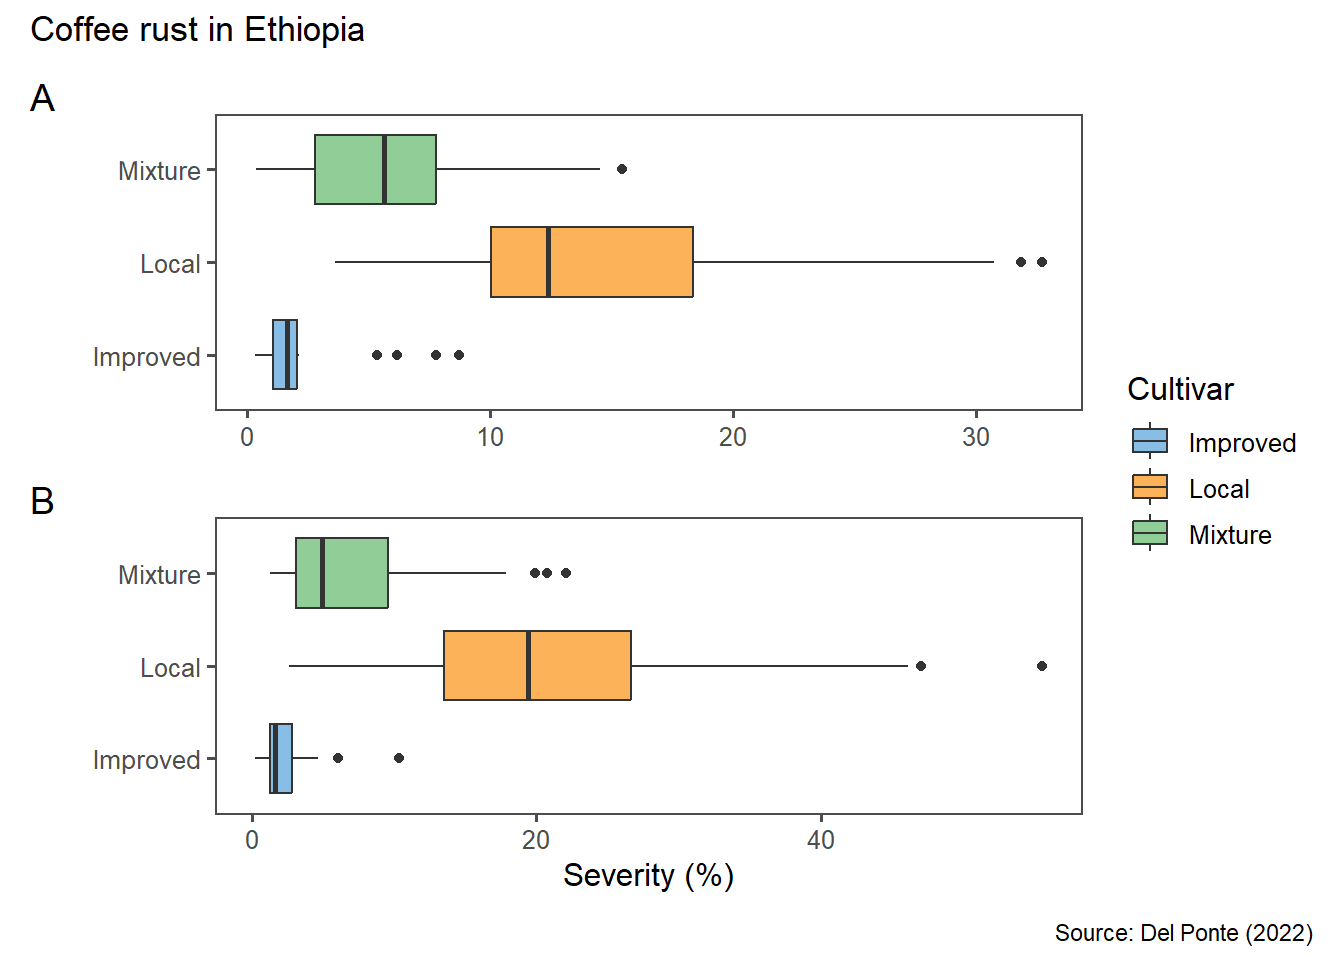 Coffee rust in Ethiopia
A
Mixture
Local
Improved
0 10 20 30
B
Mixture
Local
Improved
0 20 40
Severity (%)
Cultivar
Improved
Local
Mixture
Source: Del Ponte (2022)